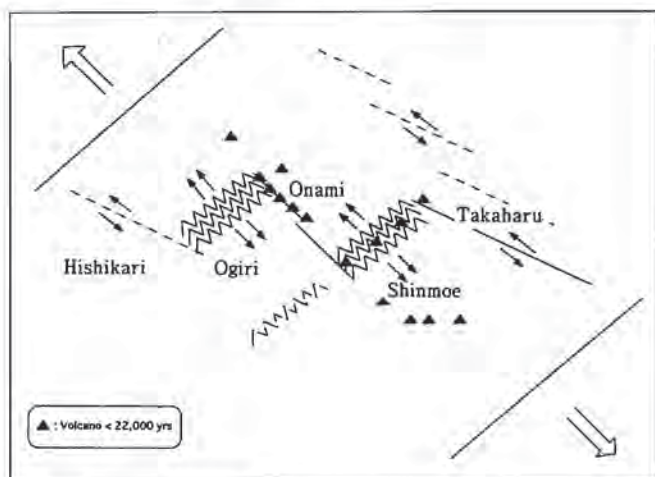 Onami
Takaharu
Hishikari
Ogiri
Shinmoe
▲ : Volcano < 22,000 yrs